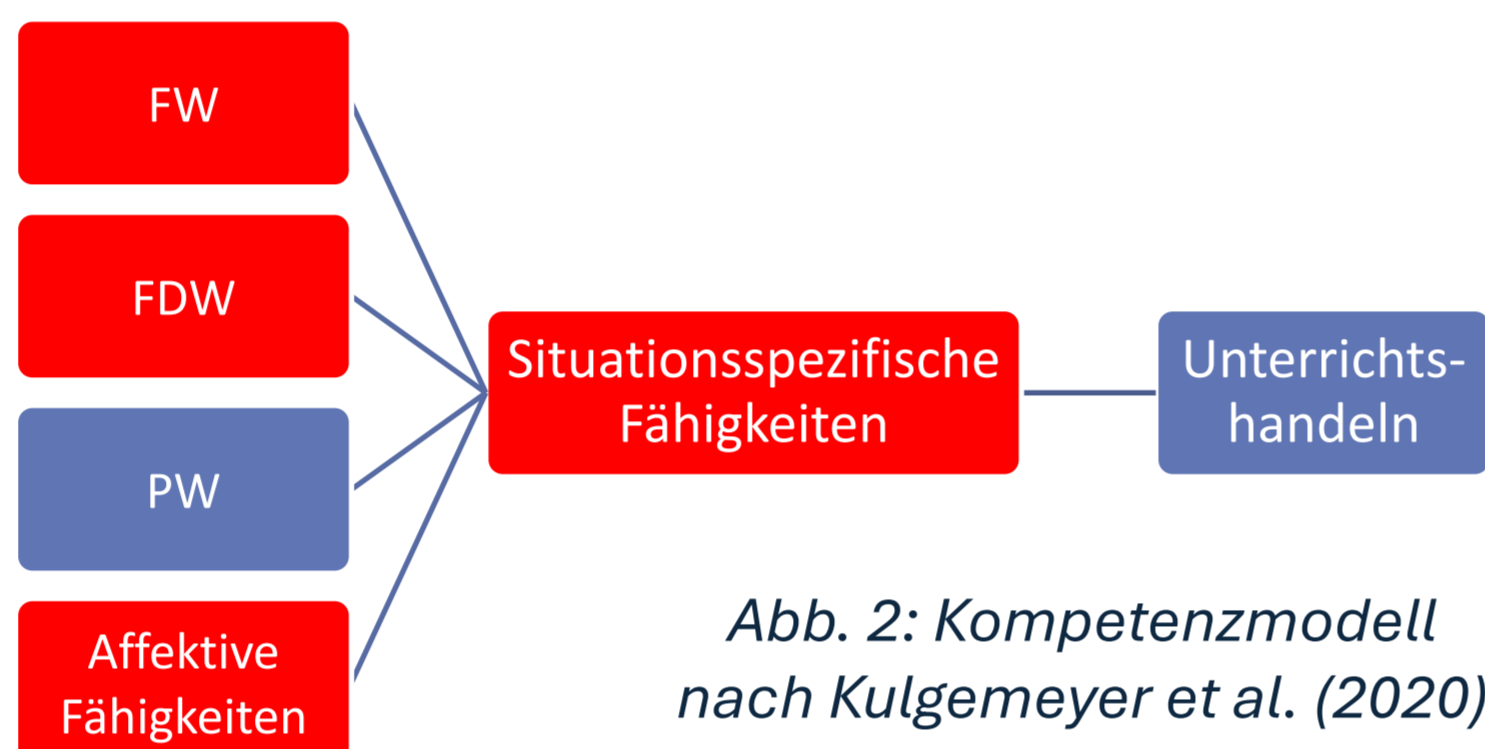 FW
FDW
PW
Affektive
Fähigkeiten
Situationsspezifische
Fähigkeiten
Unterrichts-
handeln
Abb. 2: Kompetenzmodell
nach Kulgemeyer et al. (2020)